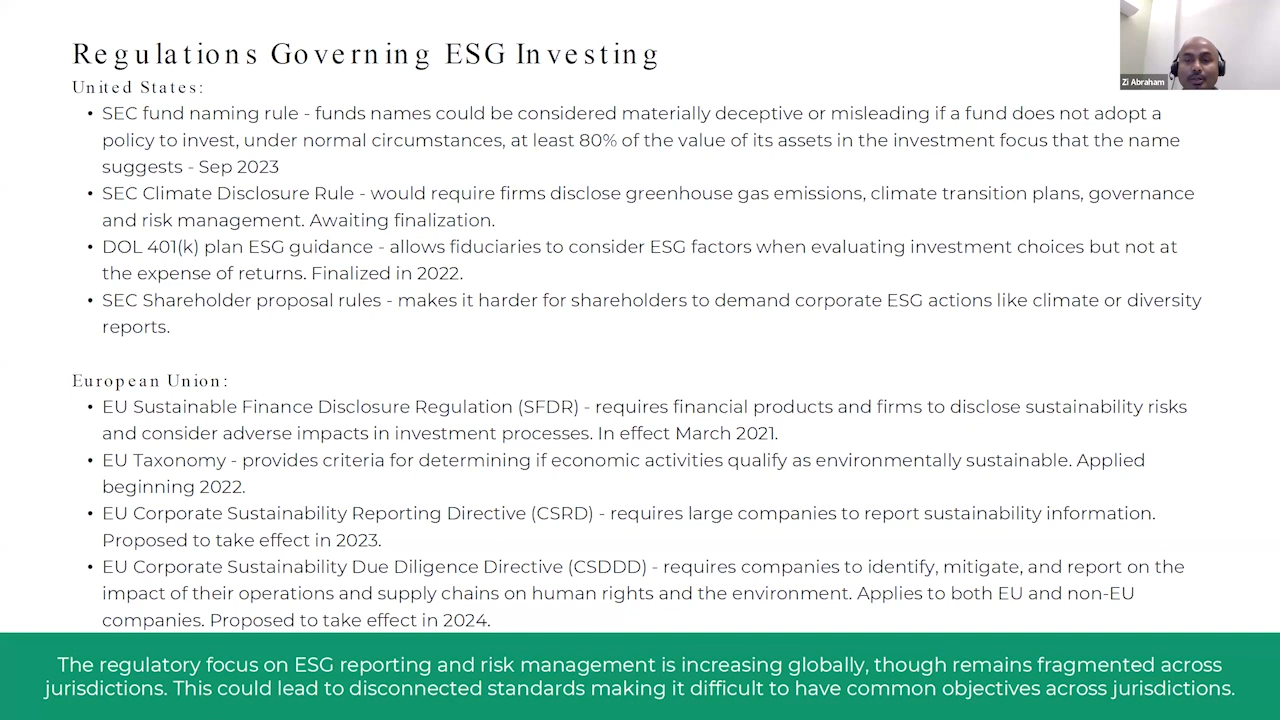 Regulations Governing ESG Investing
Zi Abraham
United States:
• SEC fund naming rule - funds names could be considered materially deceptive or misleading if a fund does not adopt a
policy to invest, under normal circumstances, at least 80% of the value of its assets in the investment focus that the name
suggests - Sep 2023
• SEC Climate Disclosure Rule - would require firms disclose greenhouse gas emissions, climate transition plans, governance
and risk management. Awaiting finalization.
• DOL 401(k) plan ESG guidance - allows fiduciaries to consider ESG factors when evaluating investment choices but not at
the expense of returns. Finalized in 2022.
• SEC Shareholder proposal rules - makes it harder for shareholders to demand corporate ESG actions like climate or diversity
reports.
European Union:
• EU Sustainable Finance Disclosure Regulation (SFDR) - requires financial products and firms to disclose sustainability risks
and consider adverse impacts in investment processes. In effect March 2021.
• EU Taxonomy - provides criteria for determining if economic activities qualify as environmentally sustainable. Applied
beginning 2022.
• EU Corporate Sustainability Reporting Directive (CSRD) - requires large companies to report sustainability information.
Proposed to take effect in 2023.
• EU Corporate Sustainability Due Diligence Directive (CSDDD) - requires companies to identify, mitigate, and report on the
impact of their operations and supply chains on human rights and the environment. Applies to both EU and non-EU
companies. Proposed to take effect in 2024.
The regulatory focus on ESG reporting and risk management is increasing globally, though remains fragmented across
jurisdictions. This could lead to disconnected standards making it difficult to have common objectives across jurisdictions.